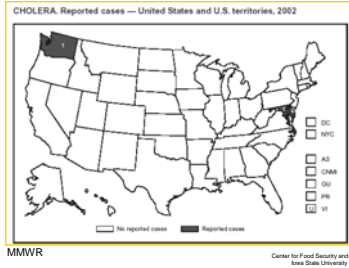 CHOLERA. Reported cases — United States and U.S. territories, 2002
1
DC
NYC
AS
CNMI
GU
PR
U VI
No reported cases
Reported cases
MMWR
Center for Food Security and
Iowa State University